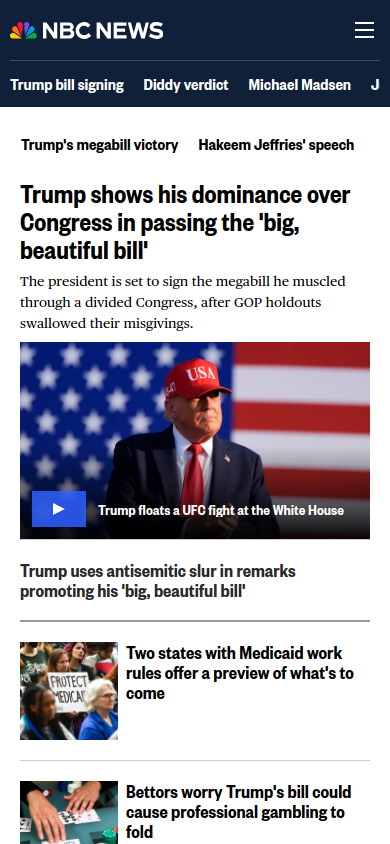 NBC NEWS
Trump bill signing Diddy verdict Michael Madsen J
Trump's megabill victory Hakeem Jeffries' speech
Trump shows his dominance over
Congress in passing the 'big,
beautiful bill'
The president is set to sign the megabill he muscled
through a divided Congress, after GOP holdouts
swallowed their misgivings.
USA
45-47
Trump floats a UFC fight at the White House
Trump uses antisemitic slur in remarks
promoting his 'big, beautiful bill'
Two states with Medicaid work
rules offer a preview of what's to
come
PROTECT
MEDICAID
Bettors worry Trump's bill could
cause professional gambling to
fold